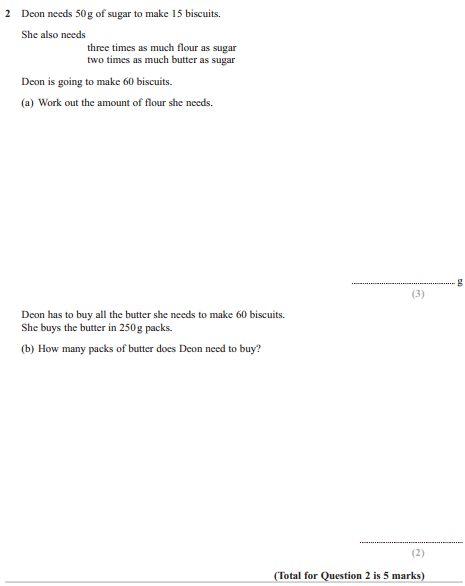 2 Deon needs 50g of sugar to make 15 biscuits.
She also needs
three times as much flour as sugar
two times as much butter as sugar
Deon is going to make 60 biscuits.
(a) Work out the amount of flour she needs.
.............................................. g
(3)
Deon has to buy all the butter she needs to make 60 biscuits.
She buys the butter in 250g packs.
(b) How many packs of butter does Deon need to buy?
..............................................
(2)
(Total for Question 2 is 5 marks)